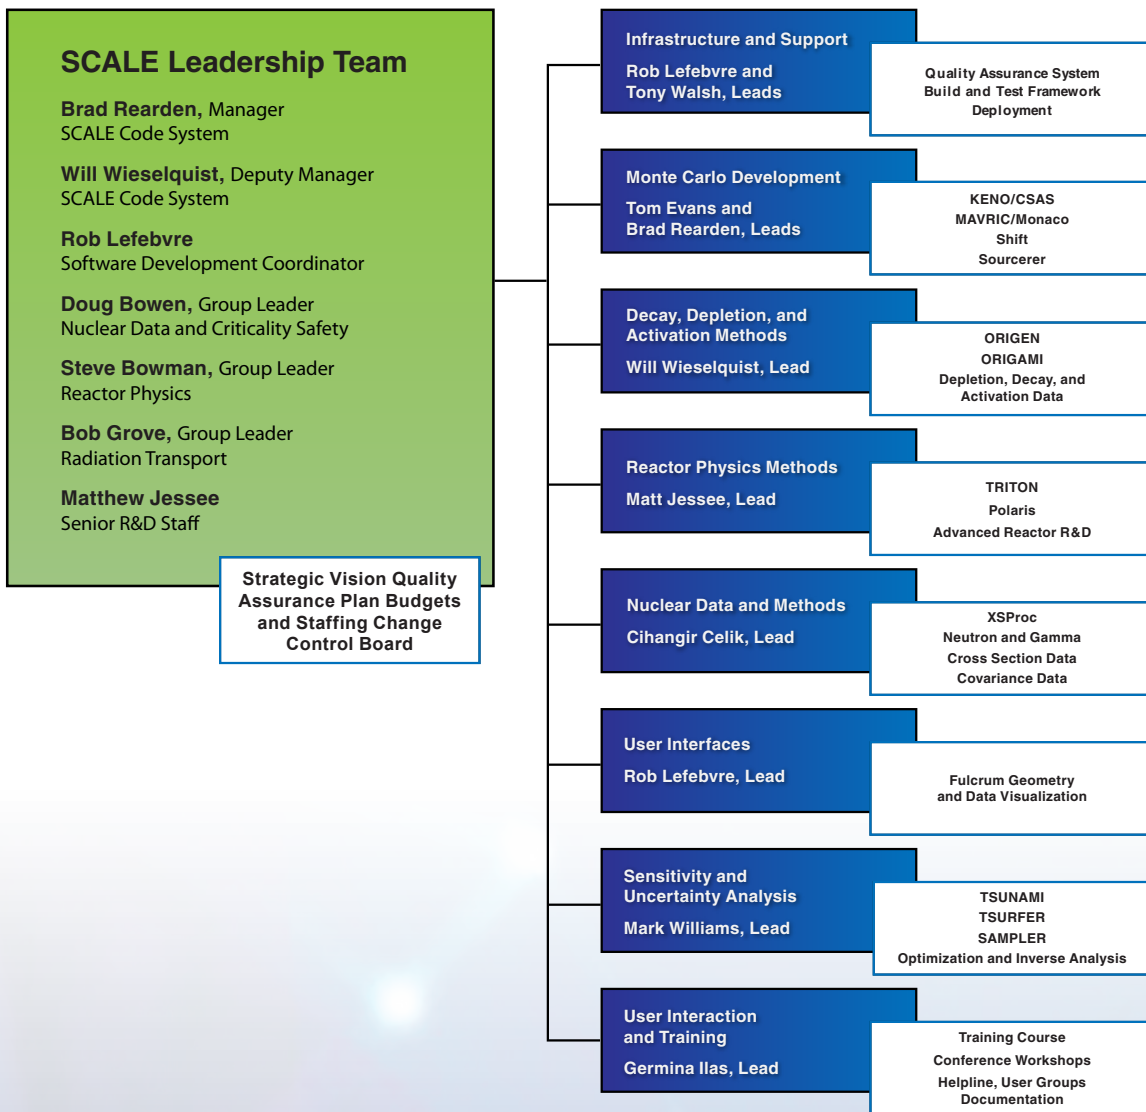 SCALE Leadership Team
Brad Rearden, Manager
SCALE Code System
Will Wieselquist, Deputy Manager
SCALE Code System
Rob Lefebvre
Software Development Coordinator
Doug Bowen, Group Leader
Nuclear Data and Criticality Safety
Steve Bowman, Group Leader
Reactor Physics
Bob Grove, Group Leader
Radiation Transport
Matthew Jessee
Senior R&D Staff
Strategic Vision Quality
Assurance Plan Budgets
and Staffing Change
Control Board
Infrastructure and Support
Rob Lefebvre and
Tony Walsh, Leads
Quality Assurance System
Build and Test Framework
Deployment
Monte Carlo Development
Tom Evans and
Brad Rearden, Leads
KENO/CSAS
MAVRIC/Monaco
Shift
Sourcerer
Decay, Depletion, and
Activation Methods
Will Wieselquist, Lead
ORIGEN
ORIGAMI
Depletion, Decay, and
Activation Data
Reactor Physics Methods
Matt Jessee, Lead
TRITON
Polaris
Advanced Reactor R&D
Nuclear Data and Methods
Cihangir Celik, Lead
XSProc
Neutron and Gamma
Cross Section Data
Covariance Data
User Interfaces
Rob Lefebvre, Lead
Fulcrum Geometry
and Data Visualization
Sensitivity and
Uncertainty Analysis
Mark Williams, Lead
TSUNAMI
TSURFER
SAMPLER
Optimization and Inverse Analysis
User Interaction
and Training
Germina Ilas, Lead
Training Course
Conference Workshops
Helpline, User Groups
Documentation